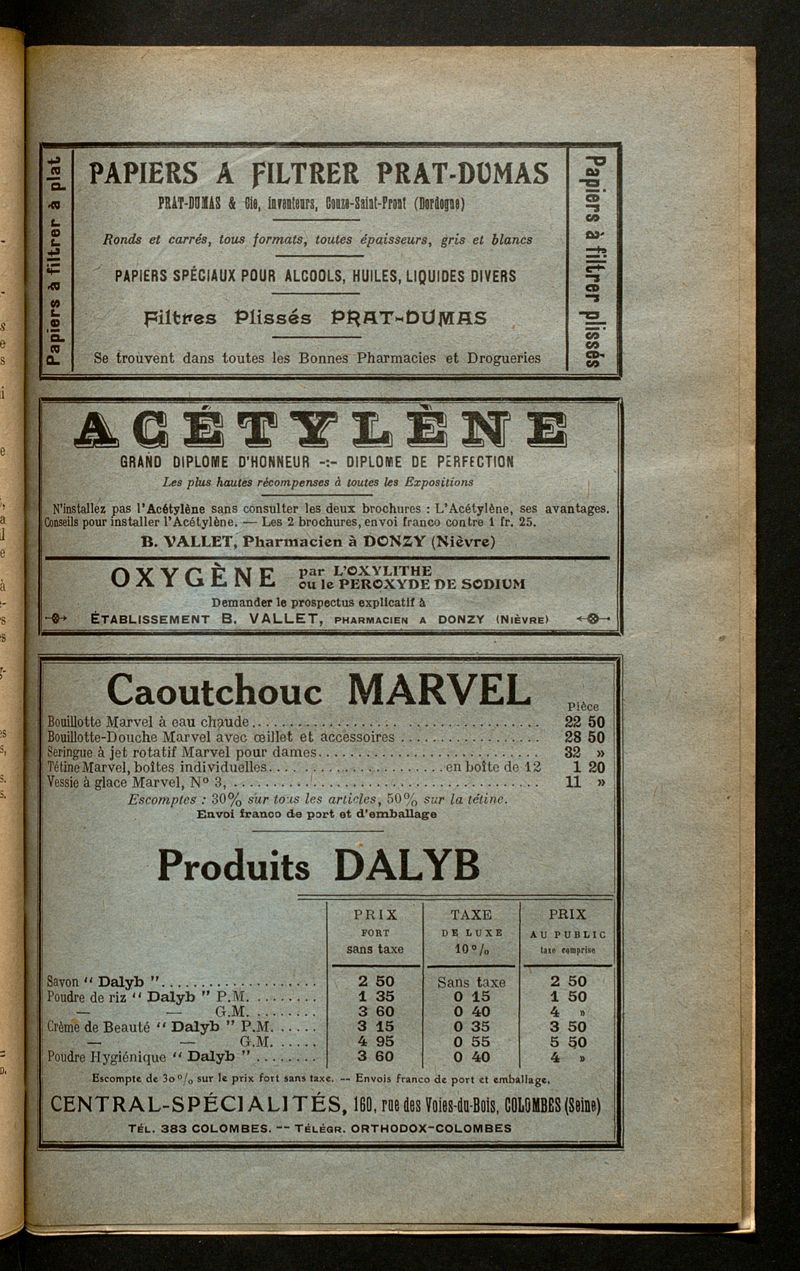 Papiers à filtrer à plat
PAPIERS A FILTRER PRAT-DUMAS
PRAT-DUMAS & Cie, inventeurs, Couze-Saint-Front (Dordogne)
Ronds et carrés, tous formats, toutes épaisseurs, gris et blancs
PAPIERS SPÉCIAUX POUR ALCOOLS, HUILES, LIQUIDES DIVERS
Filtres Plissés PRAT-DUMAS
Se trouvent dans toutes les Bonnes Pharmacies et Drogueries
Papiers à filtrer plissés
ACÉTYLÈNE
GRAND DIPLOME D'HONNEUR -:- DIPLOME DE PERFECTION
Les plus hautes récompenses à toutes les Expositions
N'installez pas l'Acétylène sans consulter les deux brochures : L'Acétylène, ses avantages.
Conseils pour installer l'Acétylène. — Les 2 brochures, envoi franco contre 1 fr. 25.
B. VALLET, Pharmacien à DONZY (Nièvre)
OXYGÈNE par L'OXYLITHE
ou le PEROXYDE DE SODIUM
Demander le prospectus explicatif à
ÉTABLISSEMENT B. VALLET, PHARMACIEN A DONZY (NIÈVRE)
Caoutchouc MARVEL
Pièce
Bouillotte Marvel à eau chaude 22 50
Bouillotte-Douche Marvel avec œillet et accessoires 28 50
Seringue à jet rotatif Marvel pour dames 32 »
Tétine Marvel, boîtes individuelles en boîte de 12 1 20
Vessie à glace Marvel, N° 3, 11 »
Escomptes : 30% sur tous les articles, 50% sur la tétine.
Envoi franco de port et d'emballage
Produits DALYB
PRIX TAXE PRIX
FORT DE LUXE AU PUBLIC
sans taxe 10 °/o taxe comprise
Savon " Dalyb " 2 50 Sans taxe 2 50
Poudre de riz " Dalyb " P.M. 1 35 0 15 1 50
— — G.M. 3 60 0 40 4 »
Crème de Beauté " Dalyb " P.M. 3 15 0 35 3 50
— — G.M. 4 95 0 55 5 50
Poudre Hygiénique " Dalyb " 3 60 0 40 4 »
Escompte de 30°/o sur le prix fort sans taxe. -- Envois franco de port et emballage.
CENTRAL-SPÉCIALITÉS, 160, rue des Voies-du-Bois, COLOMBES (Seine)
TÉL. 383 COLOMBES. -- TÉLÉGR. ORTHODOX-COLOMBES